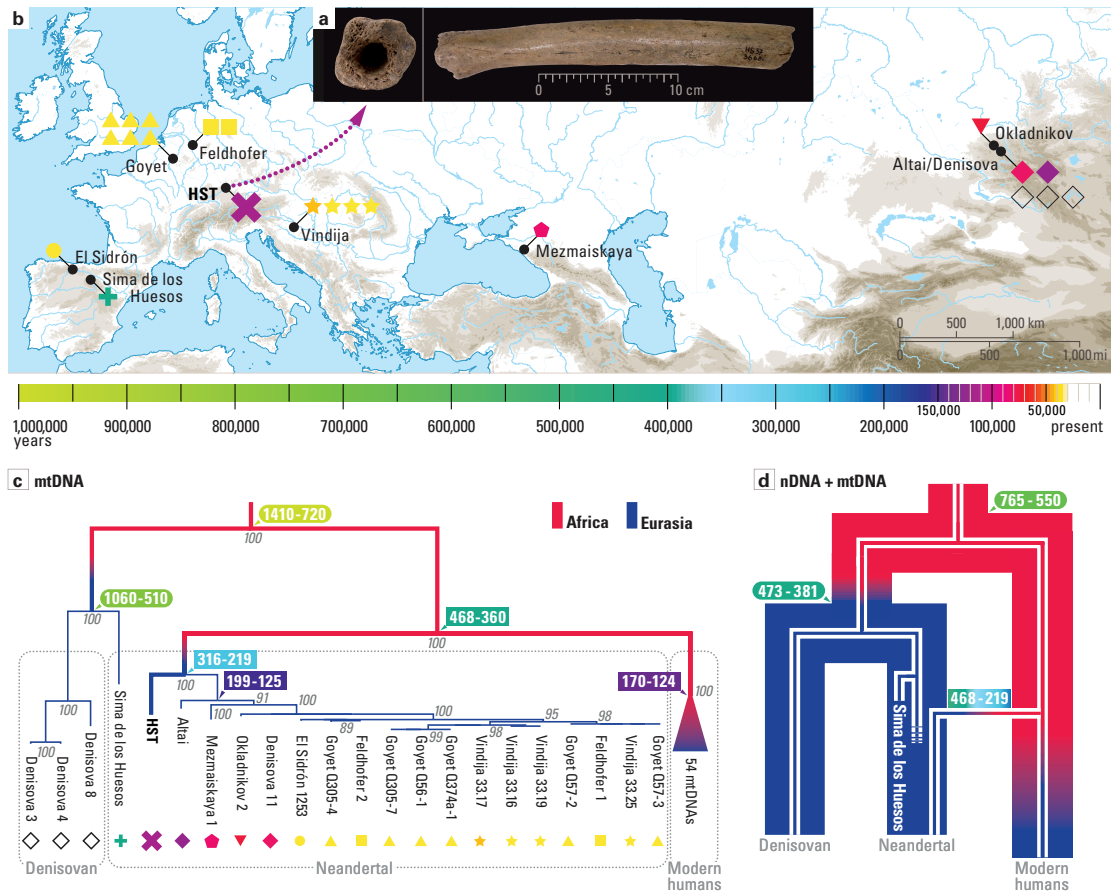 b
a
HG37
0 5 10 cm
Goyet
Feldhofer
HST
Vindija
El Sidrón
Sima de los
Huesos
Mezmaiskaya
Okladnikov
Altai/Denisova
0 500 1,000 km
0 500 1,000 mi
1,000,000 900,000 800,000 700,000 600,000 500,000 400,000 300,000 200,000 150,000 100,000 50,000 present
years
c mtDNA
1410-720
100
Africa
Eurasia
1060-510
100
468-360
100
316-219
100
199-125
91
100
100
100
89
100
99
95
98
98
170-124
100
100
100
Denisova 3
Denisova 4
Denisova 8
Sima de los Huesos
HST
Altai
Mezmaiskaya 1
Okladnikov 2
Denisova 11
El Sidrón 1253
Goyet Q305-4
Feldhofer 2
Goyet Q305-7
Goyet Q56-1
Goyet Q374a-1
Vindija 33.17
Vindija 33.16
Vindija 33.19
Goyet Q57-2
Feldhofer 1
Vindija 33.25
Goyet Q57-3
54 mtDNAs
Denisovan
Neandertal
Modern
humans
d nDNA + mtDNA
765-550
473-381
468-219
Sima de los Huesos
Denisovan
Neandertal
Modern
humans